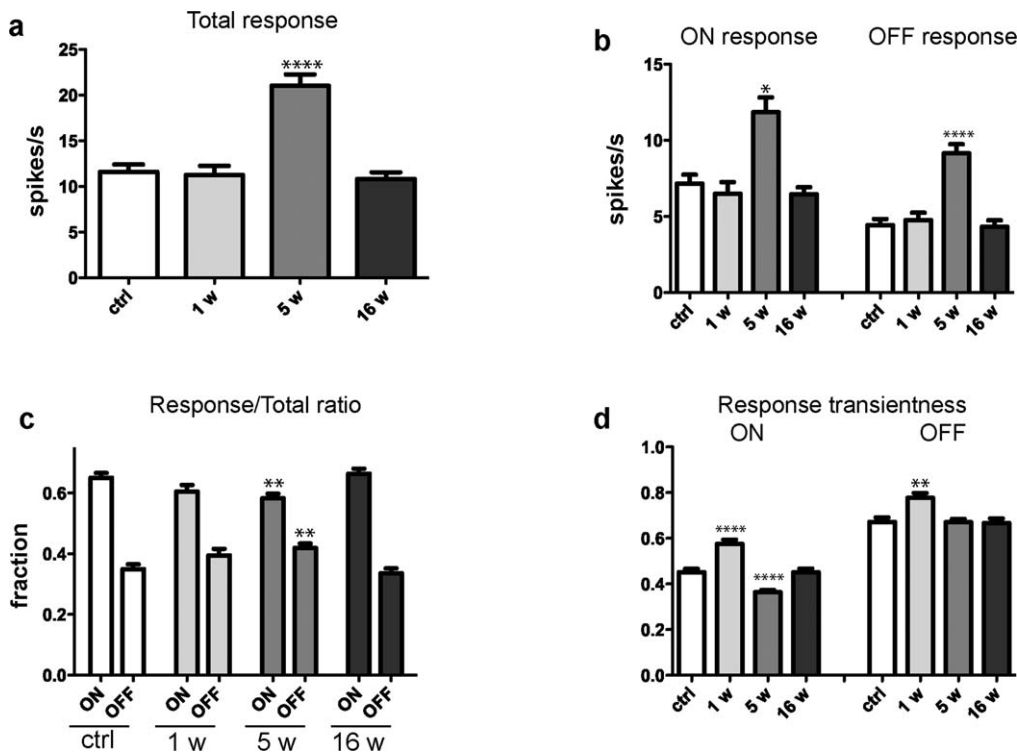 a
Total response
25
20
15
10
5
0
spikes/s
****
ctrl
1 w
5 w
16 w
b
ON response
OFF response
15
10
5
0
spikes/s
*
****
ctrl
1 w
5 w
16 w
ctrl
1 w
5 w
16 w
c
Response/Total ratio
0.6
0.4
0.2
0.0
fraction
**
**
ON
OFF
ON
OFF
ON
OFF
ON
OFF
ctrl
1 w
5 w
16 w
d
Response transientness
ON
OFF
1.0
0.8
0.6
0.4
0.2
0.0
****
****
**
ctrl
1 w
5 w
16 w
ctrl
1 w
5 w
16 w